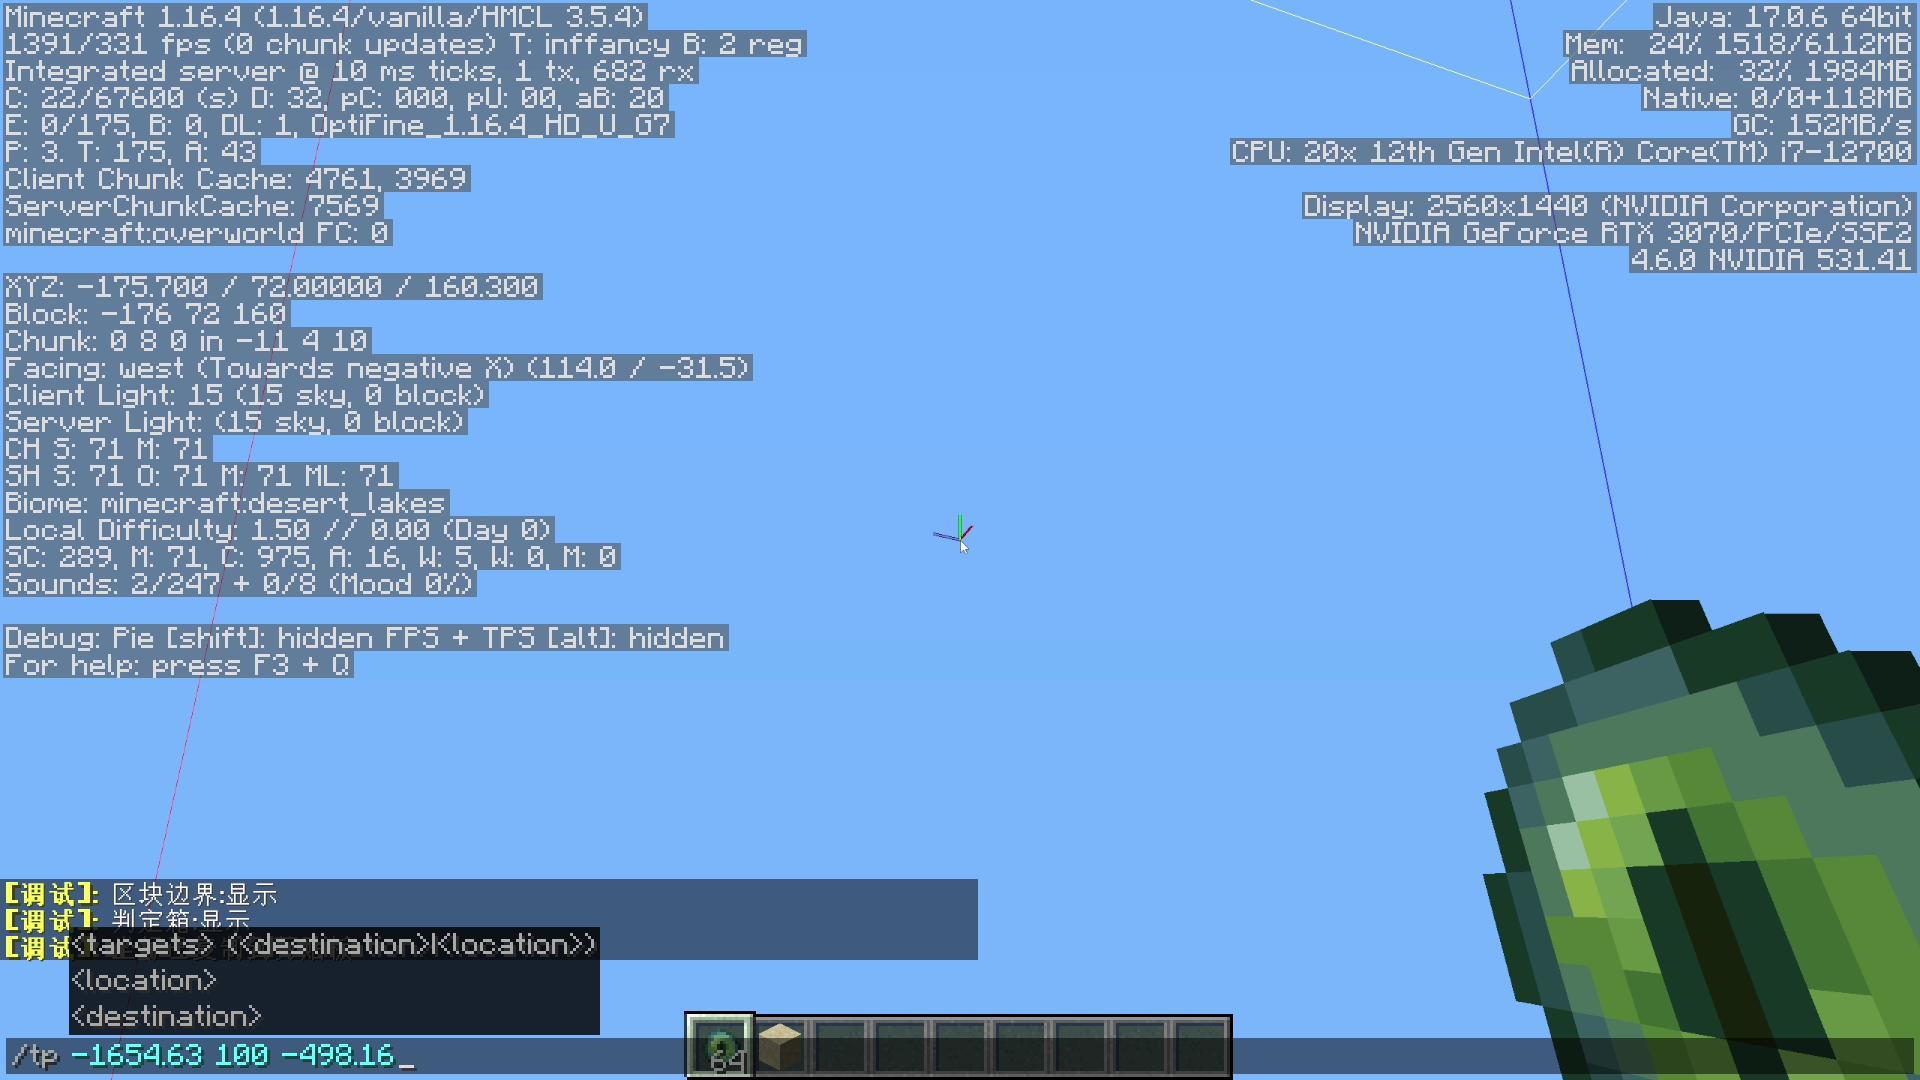 Minecraft 1.16.4 (1.16.4/vanilla/HMCL 3.5.4)
1391/331 fps (0 chunk updates) T: inffancy B: 2 reg
Integrated server @ 10 ms ticks, 1 tx, 682 rx
C: 22/67600 (s) D: 32, pC: 000, pU: 00, aB: 20
E: 0/175, B: 0, DL: 1, OptiFine_1.16.4_HD_U_G7
P: 3. T: 175, A: 43
Client Chunk Cache: 4761, 3969
ServerChunkCache: 7569
minecraft:overworld FC: 0
XYZ: -175.700 / 72.00000 / 160.300
Block: -176 72 160
Chunk: 0 8 0 in -11 4 10
Facing: west (Towards negative X) (114.0 / -31.5)
Client Light: 15 (15 sky, 0 block)
Server Light: (15 sky, 0 block)
CH S: 71 M: 71
SH S: 71 O: 71 M: 71 ML: 71
Biome: minecraft:desert_lakes
Local Difficulty: 1.50 // 0.00 (Day 0)
SC: 289, M: 71, C: 975, A: 16, W: 5, W: 0, M: 0
Sounds: 2/247 + 0/8 (Mood 0%)
Debug: Pie [shift]: hidden FPS + TPS [alt]: hidden
For help: press F3 + Q
Java: 17.0.6 64bit
Mem: 24% 1518/6112MB
Allocated: 32% 1984MB
Native: 0/0+118MB
GC: 152MB/s
CPU: 20x 12th Gen Intel(R) Core(TM) i7-12700
Display: 2560x1440 (NVIDIA Corporation)
NVIDIA GeForce RTX 3070/PCIe/SSE2
4.6.0 NVIDIA 531.41
[调试]: 区块边界:显示
[调试]: 判定箱:显示
[调试
<targets> (<destination>|<location>)
<location>
<destination>
/tp -1654.63 100 -498.16_
64